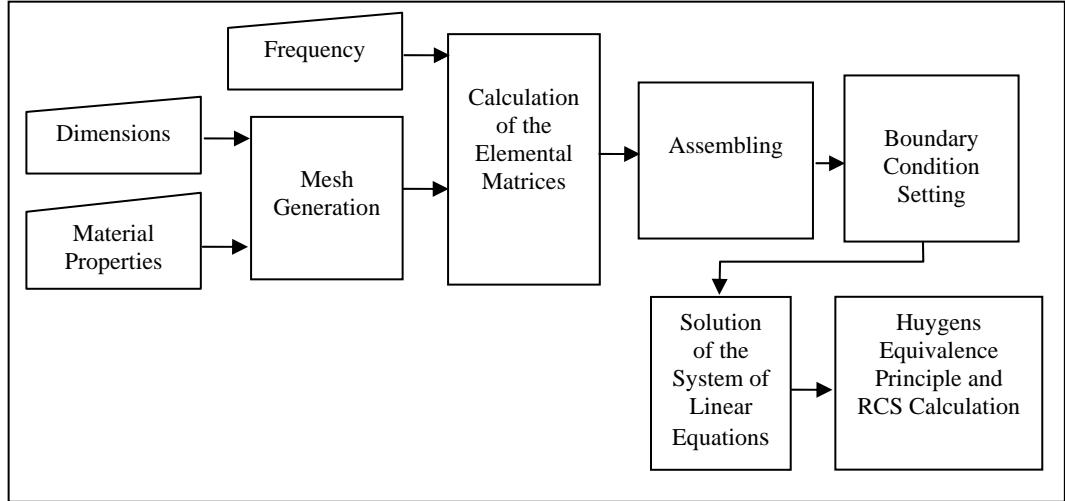 Frequency
Dimensions
Material
Properties
Mesh
Generation
Calculation
of the
Elemental
Matrices
Assembling
Boundary
Condition
Setting
Solution
of the
System of
Linear
Equations
Huygens
Equivalence
Principle and
RCS Calculation